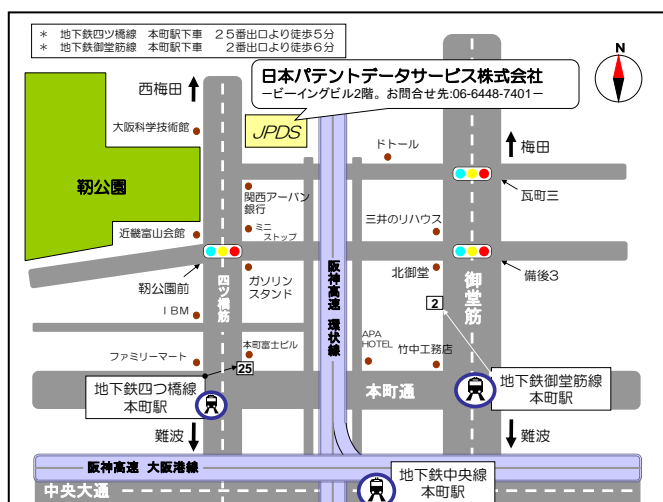 * 地下鉄四ツ橋線 本町駅下車 25番出口より徒歩5分
* 地下鉄御堂筋線 本町駅下車 2番出口より徒歩6分
N
日本パテントデータサービス株式会社
−ビーイングビル2階。お問合せ先:06-6448-7401−
西梅田
JPDS
大阪科学技術館
ドトール
梅田
靭公園
関西アーバン
銀行
瓦町三
近畿富山会館
ミニ
ストップ
三井のリハウス
靭公園前
四ツ橋筋
ガソリン
スタンド
阪神高速 環状線
北御堂
御堂筋
備後3
2
IBM
本町富士ビル
APA
HOTEL
竹中工務店
ファミリーマート
25
地下鉄四つ橋線
本町駅
本町通
地下鉄御堂筋線
本町駅
難波
難波
阪神高速 大阪港線
中央大通
地下鉄中央線
本町駅